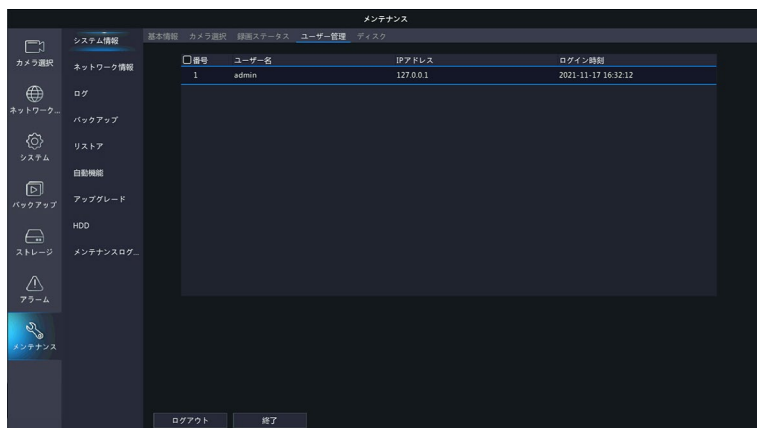 メンテナンス
カメラ選択
ネットワーク...
システム
バックアップ
ストレージ
アラーム
メンテナンス
システム情報
ネットワーク情報
ログ
バックアップ
リストア
自動機能
アップグレード
HDD
メンテナンスログ...
基本情報 カメラ選択 録画ステータス ユーザー管理 ディスク
番号 ユーザー名 IPアドレス ログイン時刻
1 admin 127.0.0.1 2021-11-17 16:32:12
ログアウト 終了